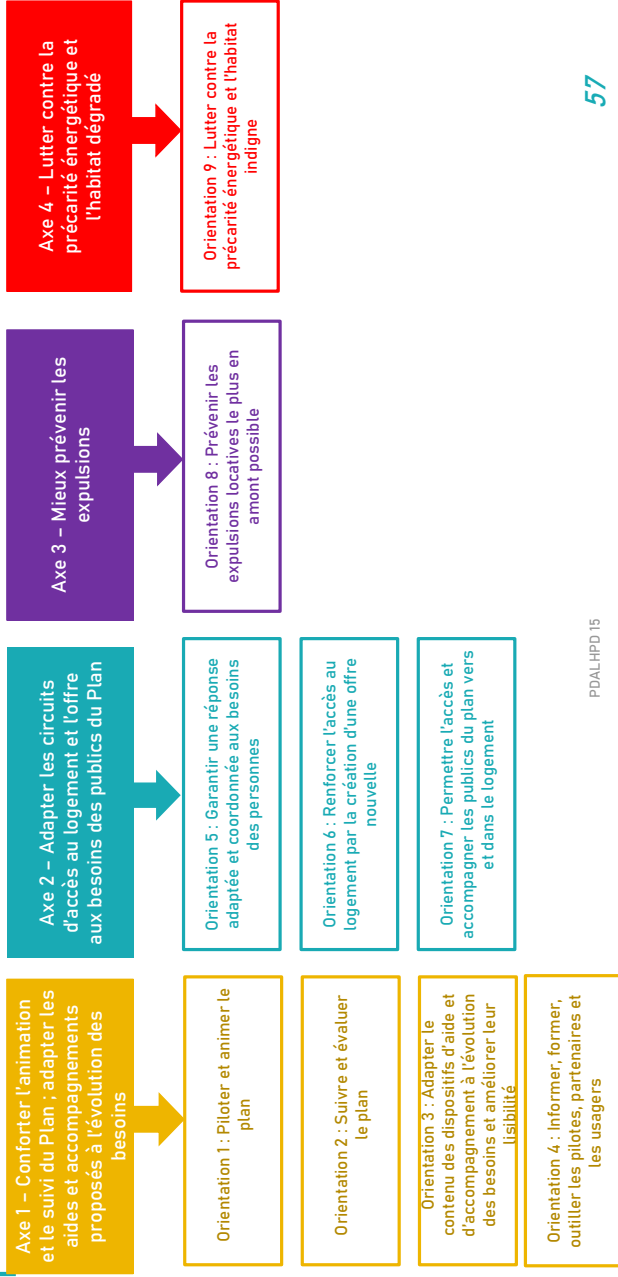 Axe 1 – Conforter l'animation
et le suivi du Plan ; adapter les
aides et accompagnements
proposés à l'évolution des
besoins
Orientation 1 : Piloter et animer le
plan
Orientation 2 : Suivre et évaluer
le plan
Orientation 3 : Adapter le
contenu des dispositifs d'aide et
d'accompagnement à l'évolution
des besoins et améliorer leur
lisibilité
Orientation 4 : Informer, former,
outiller les pilotes, partenaires et
les usagers
Axe 2 – Adapter les circuits
d'accès au logement et l'offre
aux besoins des publics du Plan
Orientation 5 : Garantir une réponse
adaptée et coordonnée aux besoins
des personnes
Orientation 6 : Renforcer l'accès au
logement par la création d'une offre
nouvelle
Orientation 7 : Permettre l'accès et
accompagner les publics du plan vers
et dans le logement
Axe 3 – Mieux prévenir les
expulsions
Orientation 8 : Prévenir les
expulsions locatives le plus en
amont possible
Axe 4 – Lutter contre la
précarité énergétique et
l'habitat dégradé
Orientation 9 : Lutter contre la
précarité énergétique et l'habitat
indigne
PDALHPD 15
57